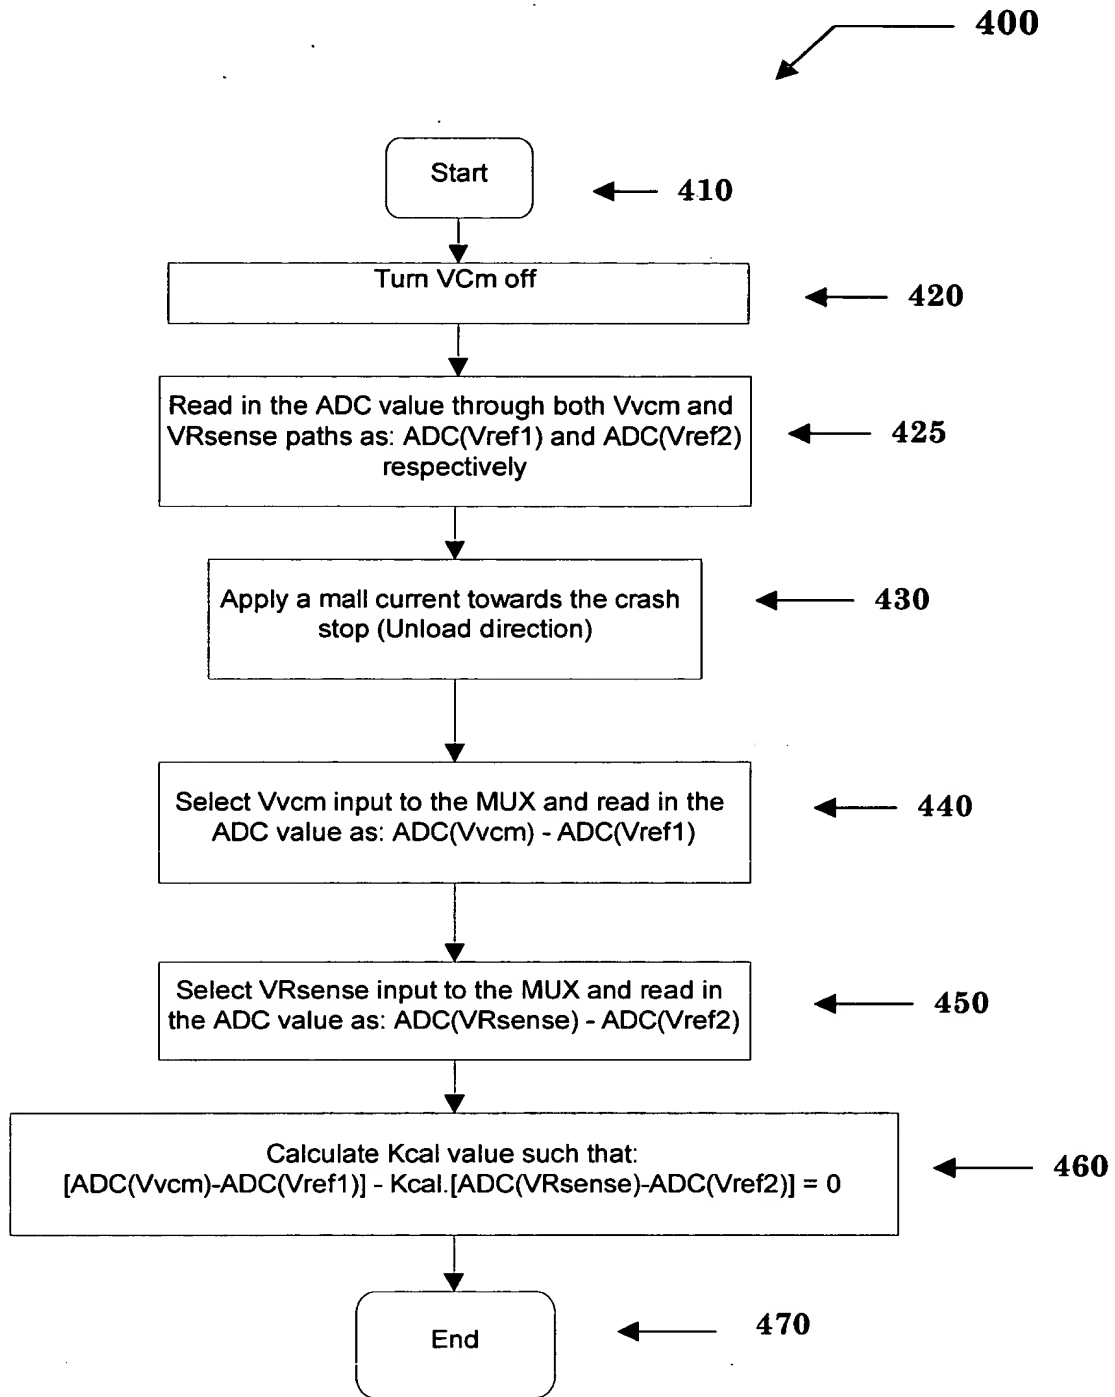 400
Start
410
Turn VCm off
420
Read in the ADC value through both Vvcm and
VRsense paths as: ADC(Vref1) and ADC(Vref2)
respectively
425
Apply a mall current towards the crash
stop (Unload direction)
430
Select Vvcm input to the MUX and read in the
ADC value as: ADC(Vvcm) - ADC(Vref1)
440
Select VRsense input to the MUX and read in
the ADC value as: ADC(VRsense) - ADC(Vref2)
450
Calculate Kcal value such that:
[ADC(Vvcm)-ADC(Vref1)] - Kcal.[ADC(VRsense)-ADC(Vref2)] = 0
460
End
470